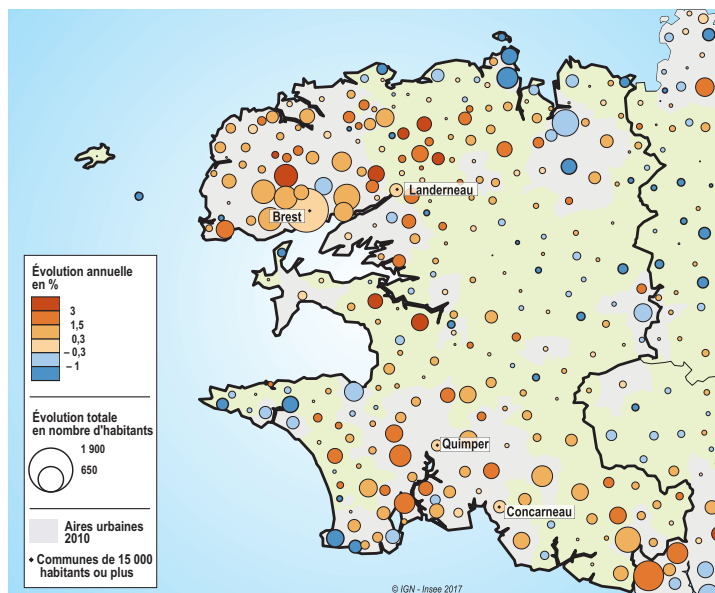 Landerneau
Brest
Évolution annuelle
en %
3
1,5
0,3
– 0,3
– 1
Évolution totale
en nombre d'habitants
1 900
650
Quimper
Concarneau
Aires urbaines
2010
Communes de 15 000
habitants ou plus
© IGN - Insee 2017